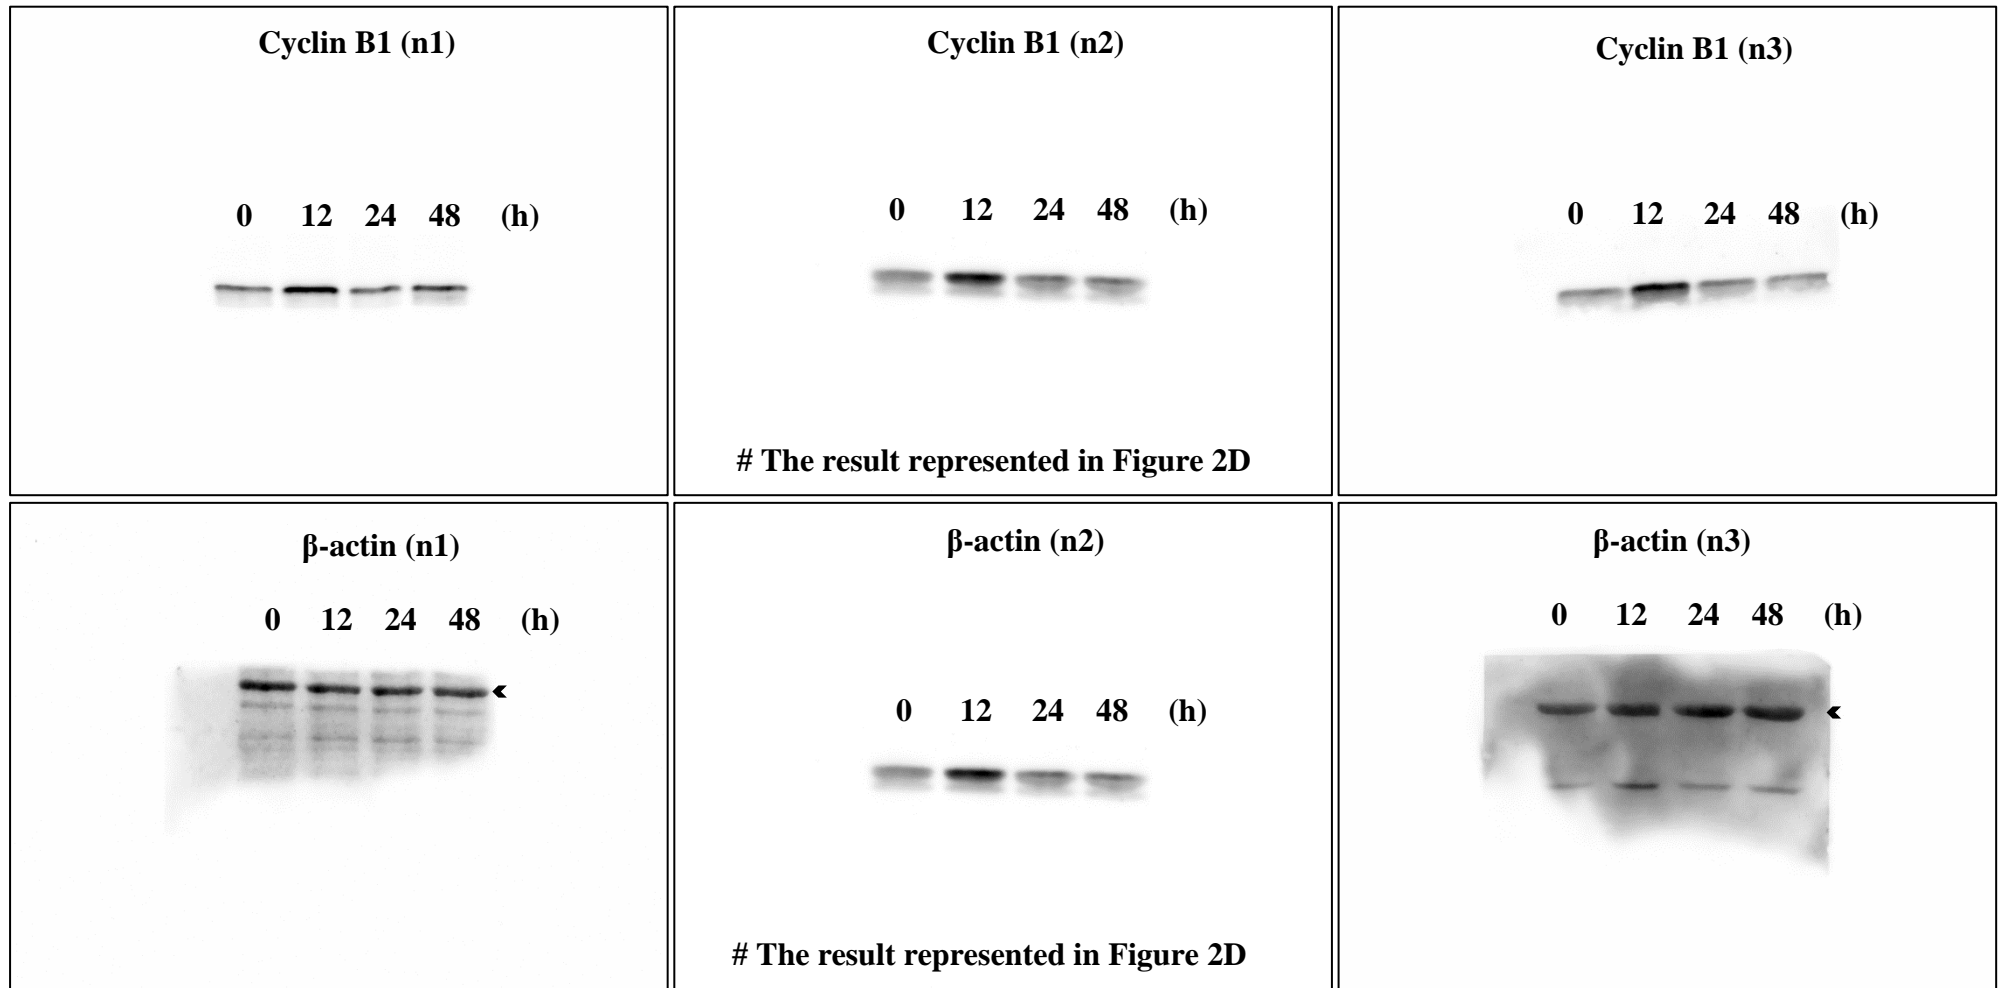 Cyclin B1 (n1)
0 12 24 48 (h)
Cyclin B1 (n2)
0 12 24 48 (h)
# The result represented in Figure 2D
Cyclin B1 (n3)
0 12 24 48 (h)
β-actin (n1)
0 12 24 48 (h)
β-actin (n2)
0 12 24 48 (h)
# The result represented in Figure 2D
β-actin (n3)
0 12 24 48 (h)